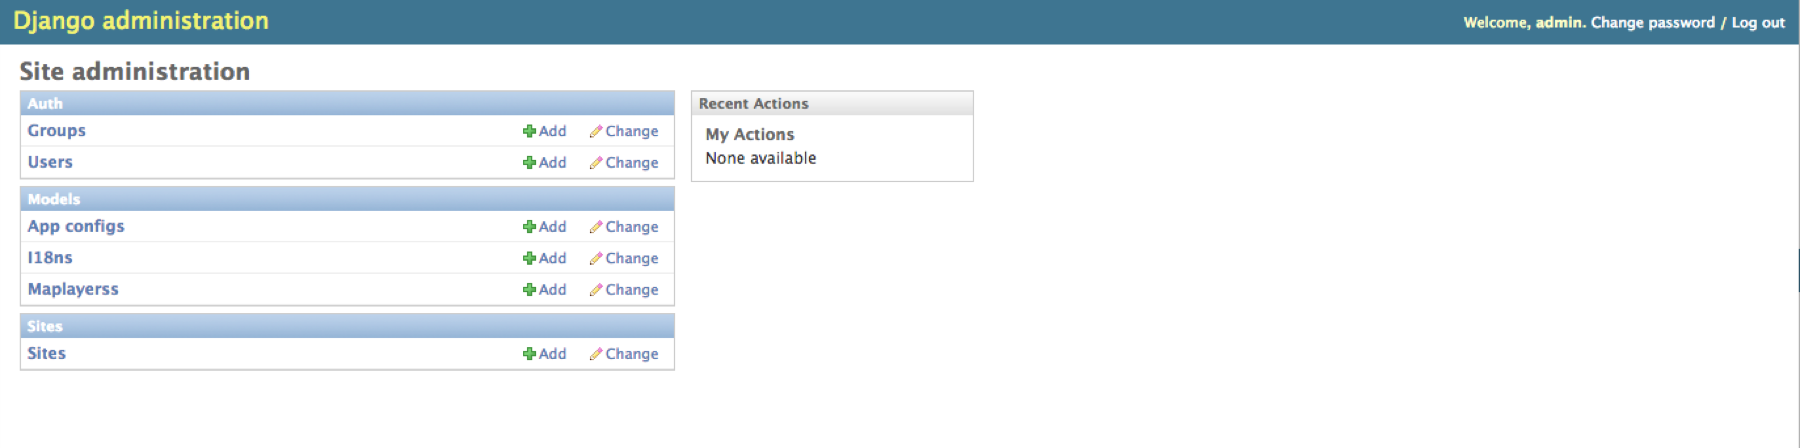 Django administration
Welcome, admin. Change password / Log out
Site administration
Auth
Groups Add Change
Users Add Change
Models
App configs Add Change
I18ns Add Change
Maplayerss Add Change
Sites
Sites Add Change
Recent Actions
My Actions
None available